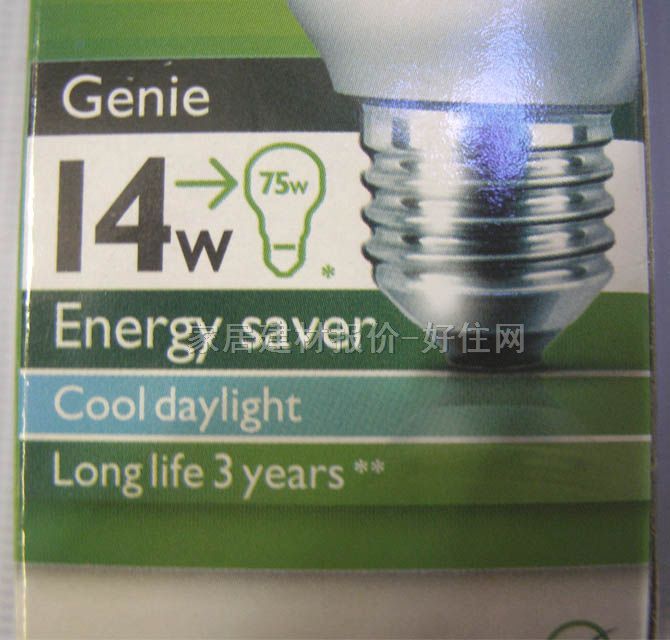 Genie
14w
75w
*
Energy saver
家居建材报价-好住网
Cool daylight
Long life 3 years **